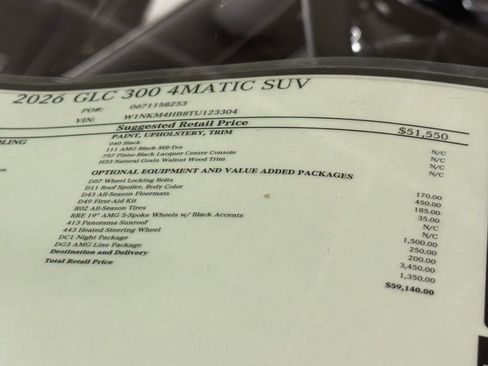 2026 GLC 300 4MATIC SUV
PO#: 0671158253
VIN: W1NKM4HB8TU123304
Suggested Retail Price $51,550
PAINT, UPHOLSTERY, TRIM
040 Black N/C
111 AMG Black MB-Tex N/C
757 Piano Black Lacquer Center Console N/C
H33 Natural Grain Walnut Wood Trim N/C
OPTIONAL EQUIPMENT AND VALUE ADDED PACKAGES
D07 Wheel Locking Bolts 170.00
D11 Roof Spoiler, Body Color 450.00
D43 All-Season Floormats 185.00
D49 First-Aid Kit 35.00
R02 All-Season Tires N/C
RRE 19" AMG 5-Spoke Wheels w/ Black Accents N/C
413 Panorama Sunroof 1,500.00
443 Heated Steering Wheel 250.00
DC1 Night Package 200.00
DG3 AMG Line Package 3,450.00
Destination and Delivery 1,350.00
Total Retail Price $59,140.00